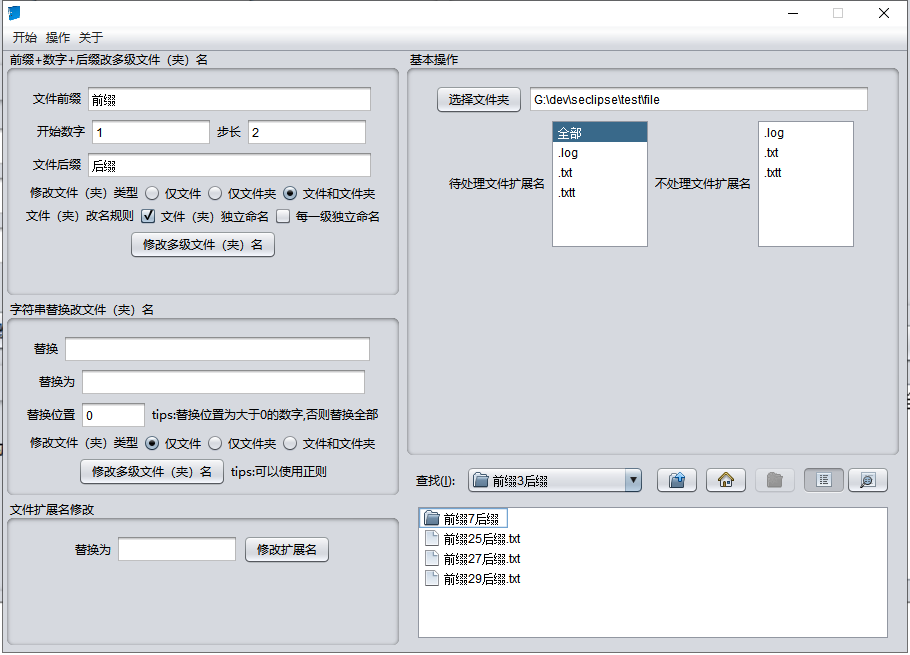 开始 操作 关于
前缀+数字+后缀改多级文件（夹）名
文件前缀 前缀
开始数字 1 步长 2
文件后缀 后缀
修改文件（夹）类型 仅文件 仅文件夹 文件和文件夹
文件（夹）改名规则 文件（夹）独立命名 每一级独立命名
修改多级文件（夹）名
字符串替换改文件（夹）名
替换
替换为
替换位置 0 tips:替换位置为大于0的数字,否则替换全部
修改文件（夹）类型 仅文件 仅文件夹 文件和文件夹
修改多级文件（夹）名 tips:可以使用正则
文件扩展名修改
替换为 修改扩展名
基本操作
选择文件夹 G:\dev\seclipse\test\file
待处理文件扩展名
全部
.log
.txt
.txtt
不处理文件扩展名
.log
.txt
.txtt
查找(I): 前缀3后缀
前缀7后缀
前缀25后缀.txt
前缀27后缀.txt
前缀29后缀.txt